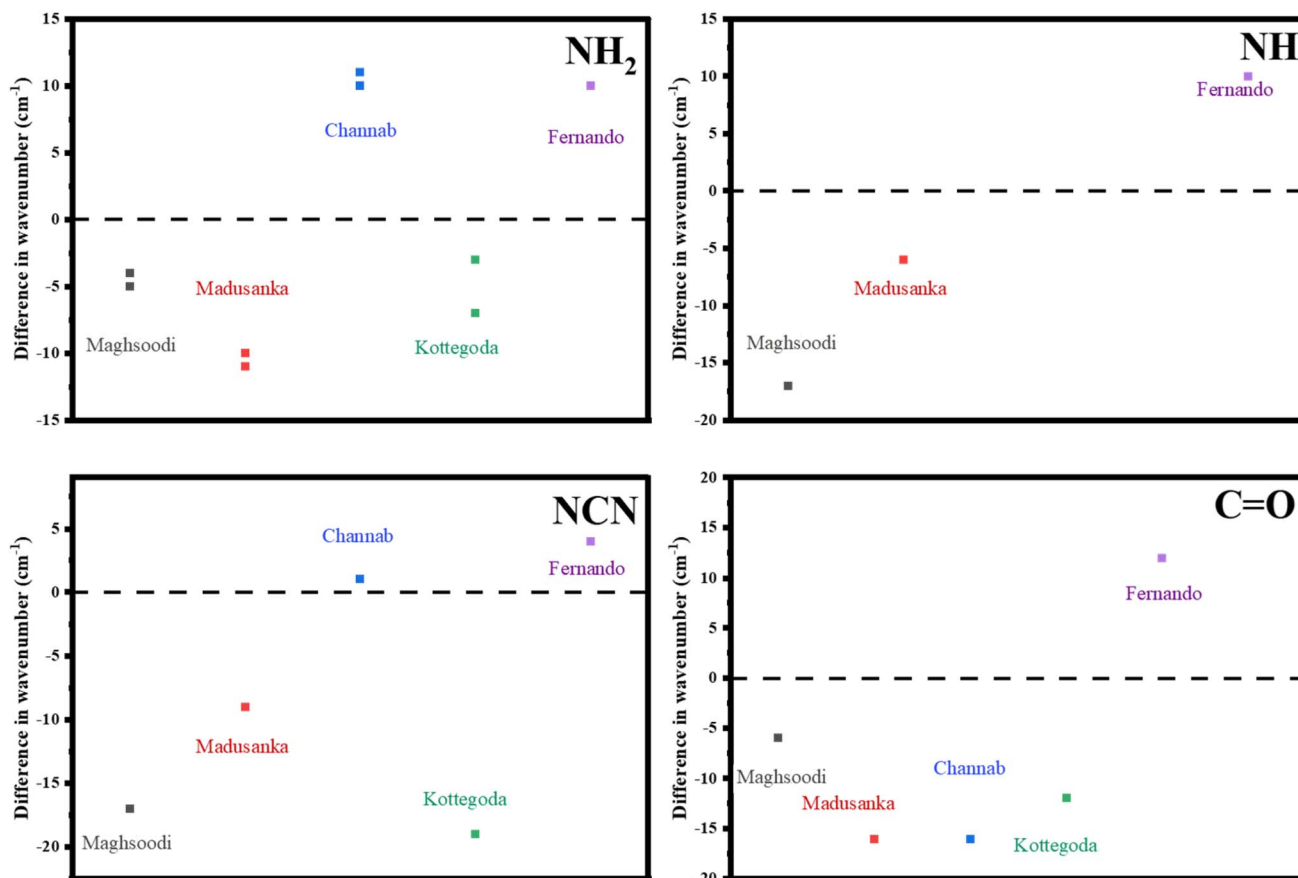 Difference in wavenumber (cm⁻¹)
15
10
5
0
-5
-10
-15
NH₂
Channab
Fernando
Madusanka
Maghsoodi
Kottegoda
Difference in wavenumber (cm⁻¹)
15
10
5
0
-5
-10
-15
-20
NH
Fernando
Madusanka
Maghsoodi
Difference in wavenumber (cm⁻¹)
5
0
-5
-10
-15
-20
NCN
Channab
Fernando
Madusanka
Kottegoda
Maghsoodi
Difference in wavenumber (cm⁻¹)
20
15
10
5
0
-5
-10
-15
-20
C=O
Fernando
Channab
Maghsoodi
Madusanka
Kottegoda